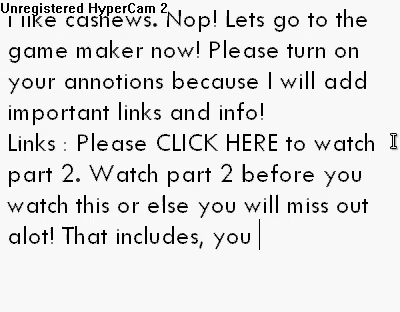 Unregistered HyperCam 2
I like cashews. Nop! Lets go to the
game maker now! Please turn on
your annotions because I will add
important links and info!
Links : Please CLICK HERE to watch
part 2. Watch part 2 before you
watch this or else you will miss out
alot! That includes, you